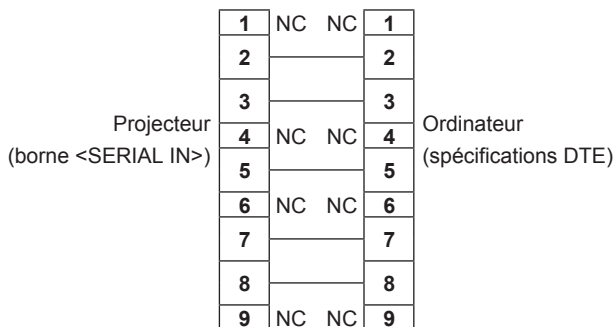 1 NC NC 1
2 2
3 3
Projecteur
(borne <SERIAL IN>)
4 NC NC 4
Ordinateur
(spécifications DTE)
5 5
6 NC NC 6
7 7
8 8
9 NC NC 9